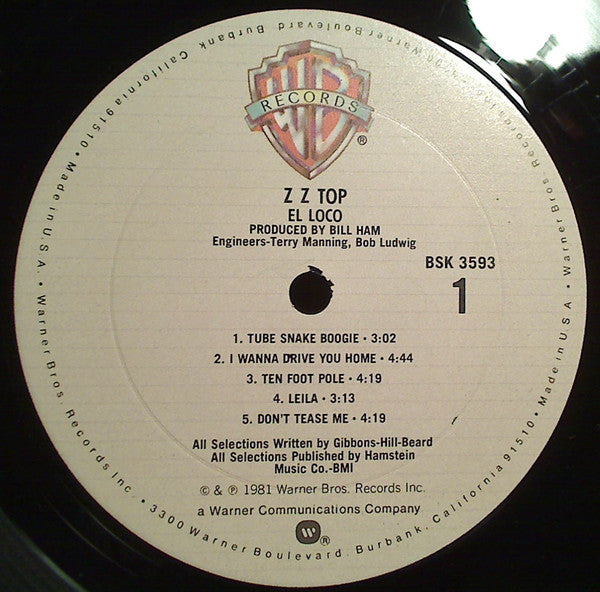 WB
RECORDS
®
Z Z TOP
EL LOCO
PRODUCED BY BILL HAM
Engineers-Terry Manning, Bob Ludwig
BSK 3593
1
1. TUBE SNAKE BOOGIE • 3:02
2. I WANNA DRIVE YOU HOME • 4:44
3. TEN FOOT POLE • 4:19
4. LEILA • 3:13
5. DON'T TEASE ME • 4:19
All Selections Written by Gibbons-Hill-Beard
All Selections Published by Hamstein
Music Co.-BMI
© & ℗ 1981 Warner Bros. Records Inc.
a Warner Communications Company
W®
Warner Bros. Records Inc. • 3300 Warner Boulevard, Burbank, California 91510 • Made in U.S.A. •
Warner Bros. Records Inc. • 3300 Warner Boulevard, Burbank, California 91510 • Made in U.S.A. •